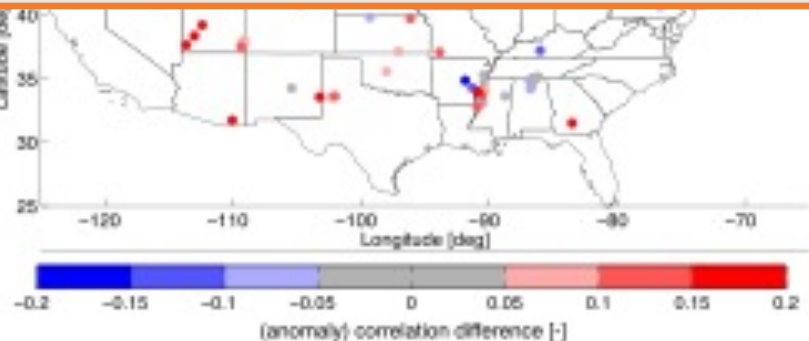 40
35
30
25
−120 −110 −100 −90 −80 −70
Longitude [deg]
−0.2 −0.15 −0.1 −0.05 0 0.05 0.1 0.15 0.2
(anomaly) correlation difference [-]